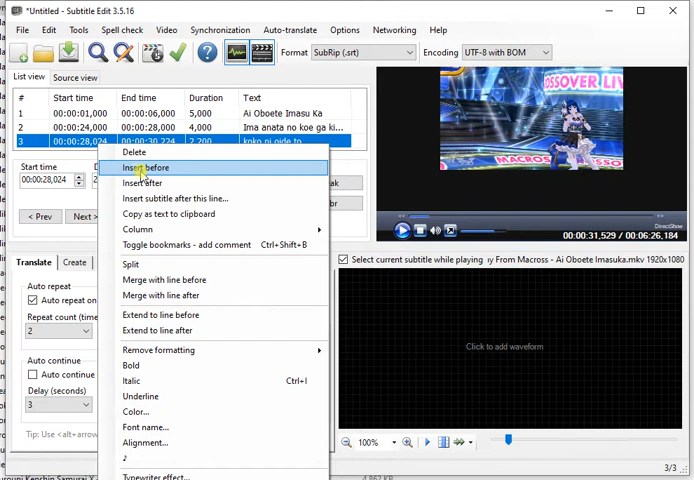 *Untitled - Subtitle Edit 3.5.16
File Edit Tools Spell check Video Synchronization Auto-translate Options Networking Help
Format SubRip (.srt) Encoding UTF-8 with BOM
List view Source view
# Start time End time Duration Text
1 00:00:01,000 00:00:06,000 5,000 Ai Oboete Imasu Ka
2 00:00:24,000 00:00:28,000 4,000 Ima anata no koe ga ki...
3 00:00:28,024 00:00:30,224 2,200 koko ni oide to
Start time
00:00:28,024
< Prev Next >
Translate Create
Auto repeat
Auto repeat on
Repeat count (time
2
Auto continue
Auto continue
Delay (seconds)
3
Tip: Use <alt+arrow
Delete
Insert before
Insert after
Insert subtitle after this line...
Copy as text to clipboard
Column
Toggle bookmarks - add comment Ctrl+Shift+B
Split
Merge with line before
Merge with line after
Extend to line before
Extend to line after
Remove formatting
Bold
Italic Ctrl+I
Underline
Color...
Font name...
Alignment...
♪
Typewriter effect...
CROSSOVER LIV
MACROSS
DirectShow
00:00:31,529 / 00:06:26,184
Select current subtitle while playing y From Macross - Ai Oboete Imasuka.mkv 1920x1080
Click to add waveform
100%
3/3
urouni Kenshin Samurai X -
4,862 KB